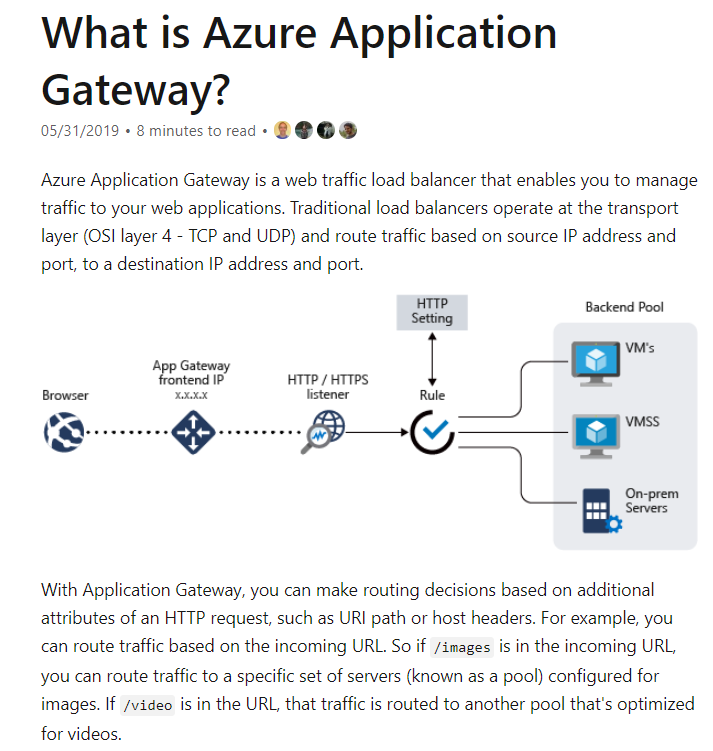 What is Azure Application
Gateway?
05/31/2019 • 8 minutes to read •
Azure Application Gateway is a web traffic load balancer that enables you to manage
traffic to your web applications. Traditional load balancers operate at the transport
layer (OSI layer 4 - TCP and UDP) and route traffic based on source IP address and
port, to a destination IP address and port.
HTTP
Setting
Backend Pool
App Gateway
frontend IP
x.x.x.x
HTTP / HTTPS
listener
Browser
Rule
VM's
VMSS
On-prem
Servers
With Application Gateway, you can make routing decisions based on additional
attributes of an HTTP request, such as URI path or host headers. For example, you
can route traffic based on the incoming URL. So if /images is in the incoming URL,
you can route traffic to a specific set of servers (known as a pool) configured for
images. If /video is in the URL, that traffic is routed to another pool that's optimized
for videos.